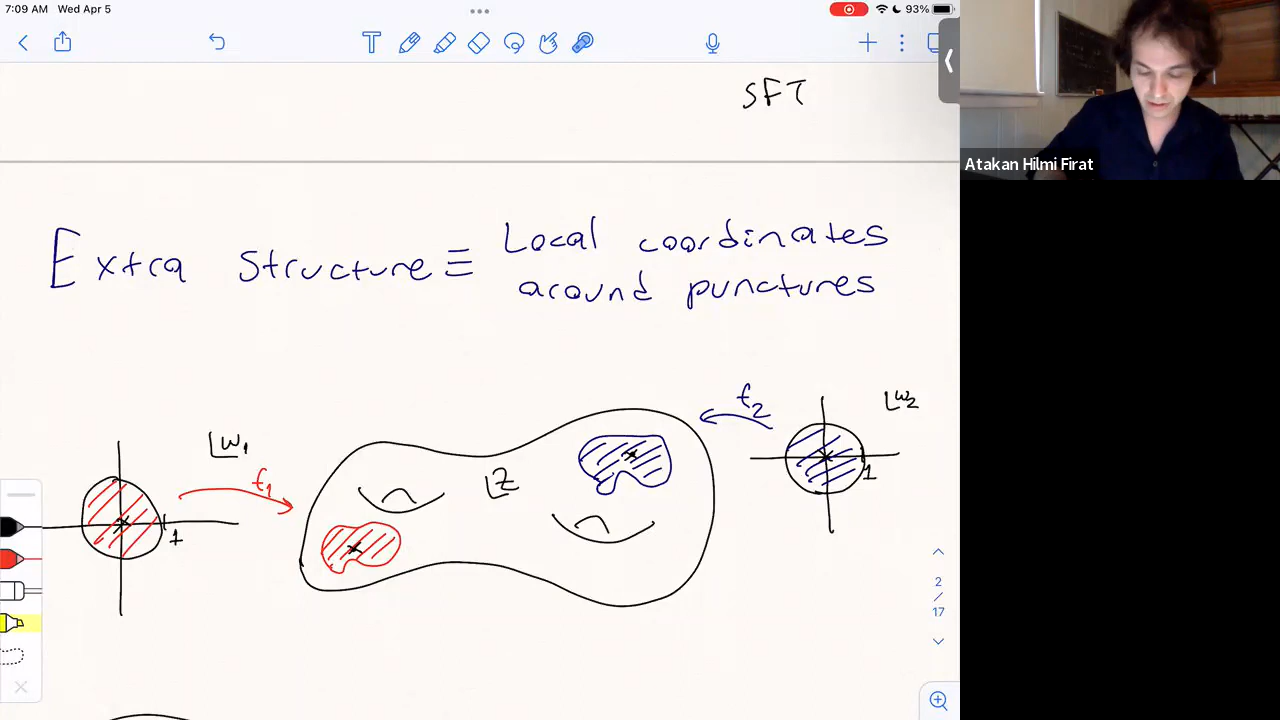 7:09 AM Wed Apr 5
93%
SFT
Extra Structure ≡ Local coordinates
around punctures
f2
w2
w1
f1
z
1
1
2
/
17
Atakan Hilmi Firat